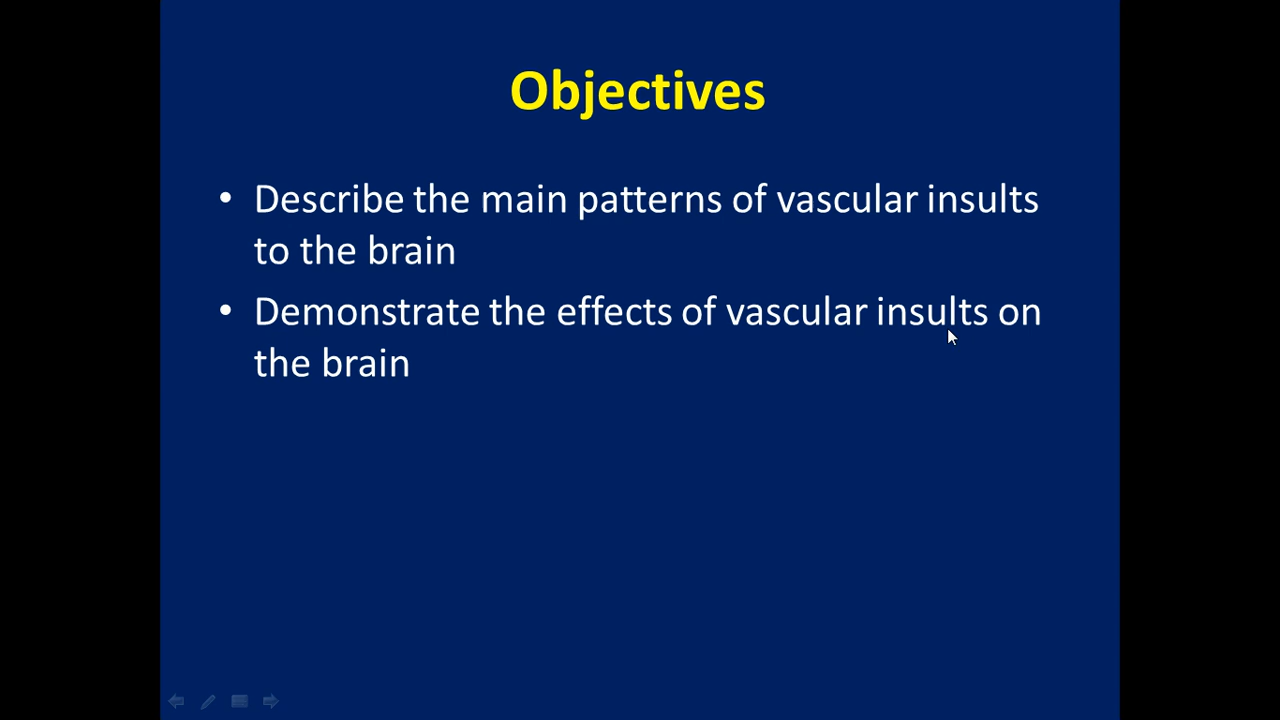 Objectives
• Describe the main patterns of vascular insults
to the brain
• Demonstrate the effects of vascular insults on
the brain